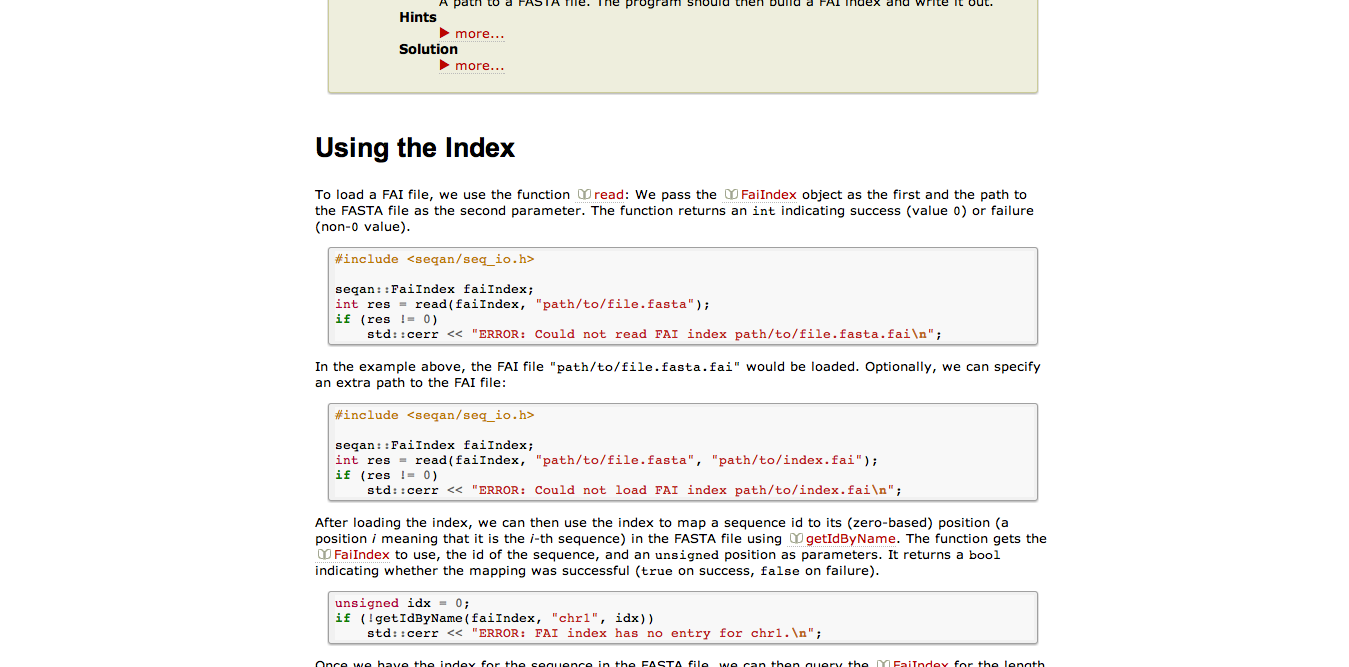 A path to a FASTA file. The program should then build a FAI index and write it out.
Hints
more...
Solution
more...
Using the Index
To load a FAI file, we use the function read: We pass the FaiIndex object as the first and the path to
the FASTA file as the second parameter. The function returns an int indicating success (value 0) or failure
(non-0 value).
#include <seqan/seq_io.h>
seqan::FaiIndex faiIndex;
int res = read(faiIndex, "path/to/file.fasta");
if (res != 0)
    std::cerr << "ERROR: Could not read FAI index path/to/file.fasta.fai\n";
In the example above, the FAI file "path/to/file.fasta.fai" would be loaded. Optionally, we can specify
an extra path to the FAI file:
#include <seqan/seq_io.h>
seqan::FaiIndex faiIndex;
int res = read(faiIndex, "path/to/file.fasta", "path/to/index.fai");
if (res != 0)
    std::cerr << "ERROR: Could not load FAI index path/to/index.fai\n";
After loading the index, we can then use the index to map a sequence id to its (zero-based) position (a
position i meaning that it is the i-th sequence) in the FASTA file using getIdByName. The function gets the
FaiIndex to use, the id of the sequence, and an unsigned position as parameters. It returns a bool
indicating whether the mapping was successful (true on success, false on failure).
unsigned idx = 0;
if (!getIdByName(faiIndex, "chr1", idx))
    std::cerr << "ERROR: FAI index has no entry for chr1.\n";
Once we have the index for the sequence in the FASTA file, we can then query the FaiIndex for the length